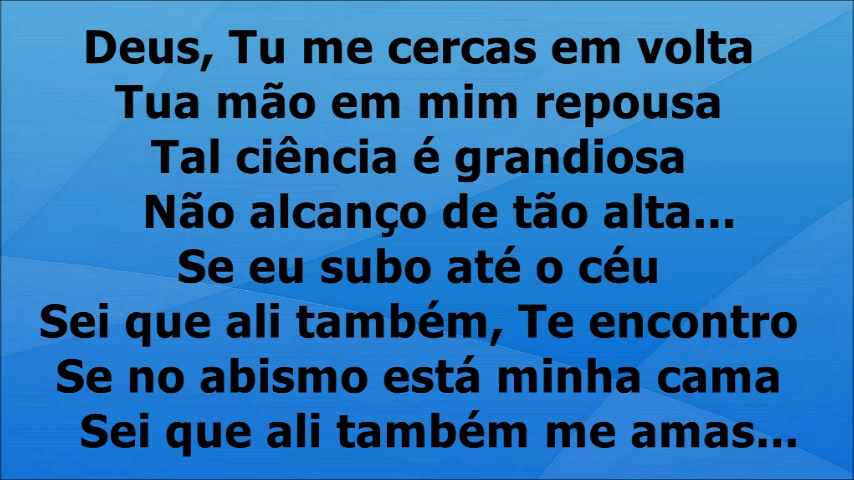 Deus, Tu me cercas em volta
Tua mão em mim repousa
Tal ciência é grandiosa
Não alcanço de tão alta...
Se eu subo até o céu
Sei que ali também, Te encontro
Se no abismo está minha cama
Sei que ali também me amas...